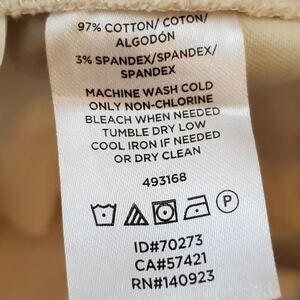 97% COTTON/ COTON/
ALGODÓN
3% SPANDEX/SPANDEX/
SPANDEX
MACHINE WASH COLD
ONLY NON-CHLORINE
BLEACH WHEN NEEDED
TUMBLE DRY LOW
COOL IRON IF NEEDED
OR DRY CLEAN
493168
P
ID#70273
CA#57421
RN#140923